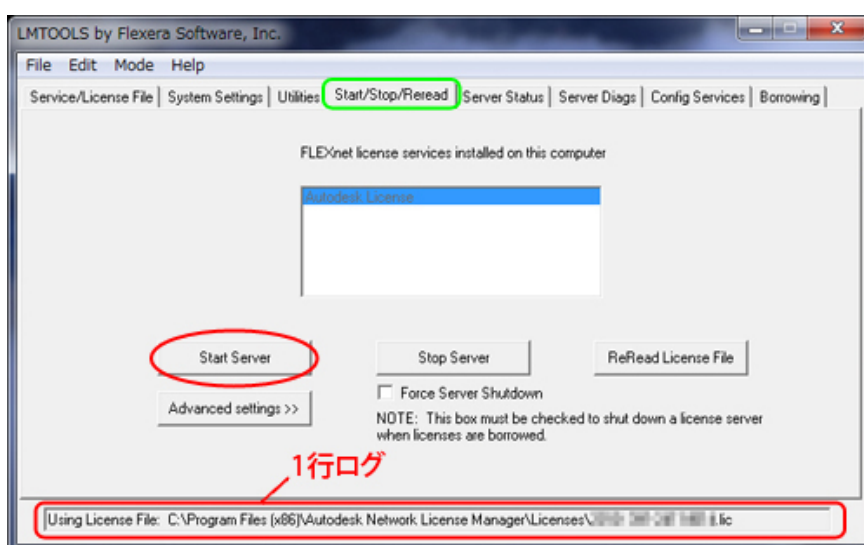 LMTOOLS by Flexera Software, Inc.
File Edit Mode Help
Service/License File System Settings Utilities Start/Stop/Reread Server Status Server Diags Config Services Borrowing
FLEXnet license services installed on this computer
Autodesk License
Start Server Stop Server ReRead License File
Advanced settings >>
Force Server Shutdown
NOTE: This box must be checked to shut down a license server
when licenses are borrowed.
1行ログ
Using License File: C:\Program Files (x86)\Autodesk Network License Manager\Licenses\ .lic